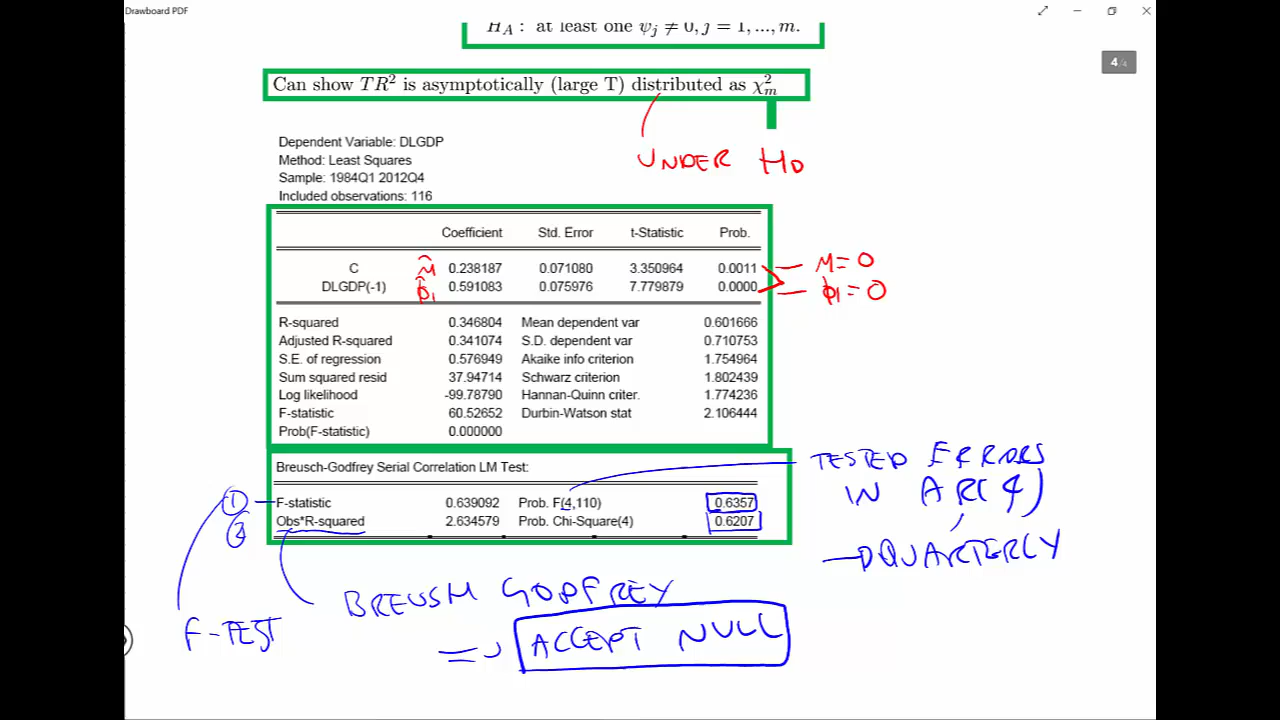 Drawboard PDF
H_A : at least one ψ_j ≠ 0, j = 1, ..., m.
4/4
Can show TR² is asymptotically (large T) distributed as χ²_m
UNDER H0
Dependent Variable: DLGDP
Method: Least Squares
Sample: 1984Q1 2012Q4
Included observations: 116
Coefficient Std. Error t-Statistic Prob.
C μ̂ 0.238187 0.071080 3.350964 0.0011 μ = 0
DLGDP(-1) ϕ̂1 0.591083 0.075976 7.779879 0.0000 ϕ1 = 0
R-squared 0.346804 Mean dependent var 0.601666
Adjusted R-squared 0.341074 S.D. dependent var 0.710753
S.E. of regression 0.576949 Akaike info criterion 1.754964
Sum squared resid 37.94714 Schwarz criterion 1.802439
Log likelihood -99.78790 Hannan-Quinn criter. 1.774236
F-statistic 60.52652 Durbin-Watson stat 2.106444
Prob(F-statistic) 0.000000
Breusch-Godfrey Serial Correlation LM Test:
TESTED ERRORS
IN AR(4)
① F-statistic 0.639092 Prob. F(4,110) 0.6357
② Obs*R-squared 2.634579 Prob. Chi-Square(4) 0.6207
QUARTERLY
BREUSH GODFREY
F-TEST
⇒ ACCEPT NULL